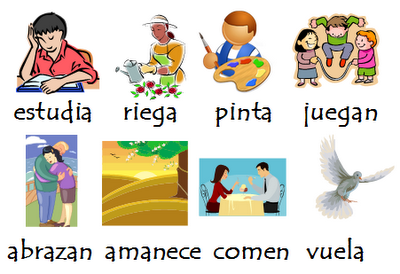 estudia riega pinta juegan
abrazan amanece comen vuela